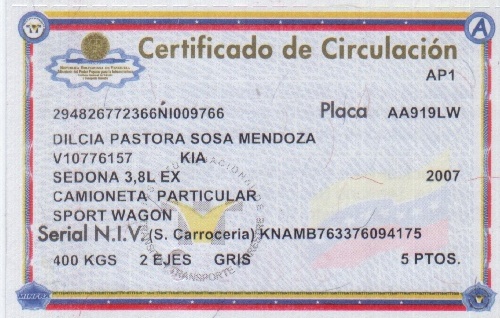 Certificado de Circulación
AP1
294826772366NI009766 Placa AA919LW
DILCIA PASTORA SOSA MENDOZA
V10776157 KIA
SEDONA 3,8L EX 2007
CAMIONETA PARTICULAR
SPORT WAGON
Serial N.I.V. (S. Carroceria) KNAMB763376094175
400 KGS 2 EJES GRIS 5 PTOS.
TRANSPORTE